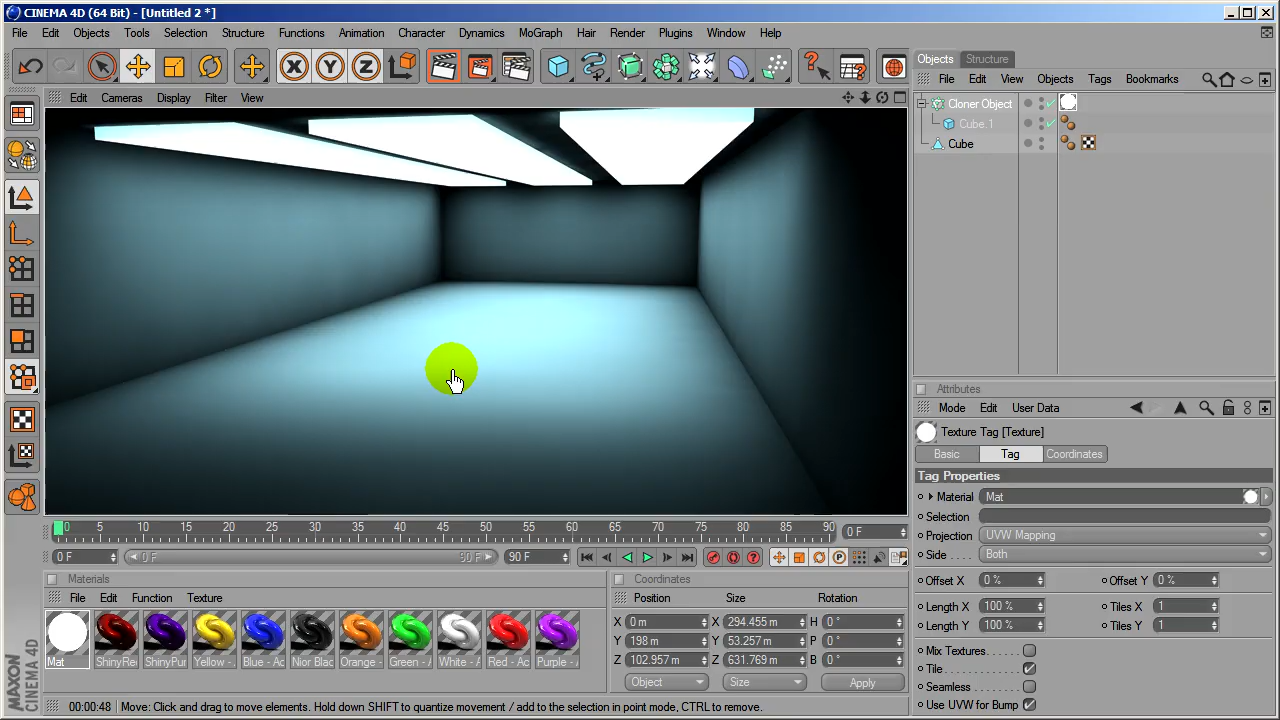 CINEMA 4D (64 Bit) - [Untitled 2 *]
File Edit Objects Tools Selection Structure Functions Animation Character Dynamics MoGraph Hair Render Plugins Window Help
Objects Structure
File Edit View Objects Tags Bookmarks
Edit Cameras Display Filter View
Cloner Object
Cube.1
Cube
Attributes
Mode Edit User Data
Texture Tag [Texture]
Basic Tag Coordinates
Tag Properties
Material Mat
Selection
Projection UVW Mapping
Side . . . . Both
Offset X 0 % Offset Y 0 %
Length X 100 % Tiles X 1
Length Y 100 % Tiles Y 1
Mix Textures
Tile
Seamless
Use UVW for Bump
0 5 10 15 20 25 30 35 40 45 50 55 60 65 70 75 80 85 90 0 F
0 F 0 F 90 F 90 F
Materials
File Edit Function Texture
Mat ShinyRe ShinyPur Yellow - Blue - Ac Nior Blac Orange - Green - A White - A Red - Ac Purple -
Coordinates
Position Size Rotation
X 0 m X 294.455 m H 0 °
Y 198 m Y 53.257 m P 0 °
Z 102.957 m Z 631.769 m B 0 °
Object Size Apply
MAXON
CINEMA 4D
00:00:48 Move: Click and drag to move elements. Hold down SHIFT to quantize movement / add to the selection in point mode, CTRL to remove.